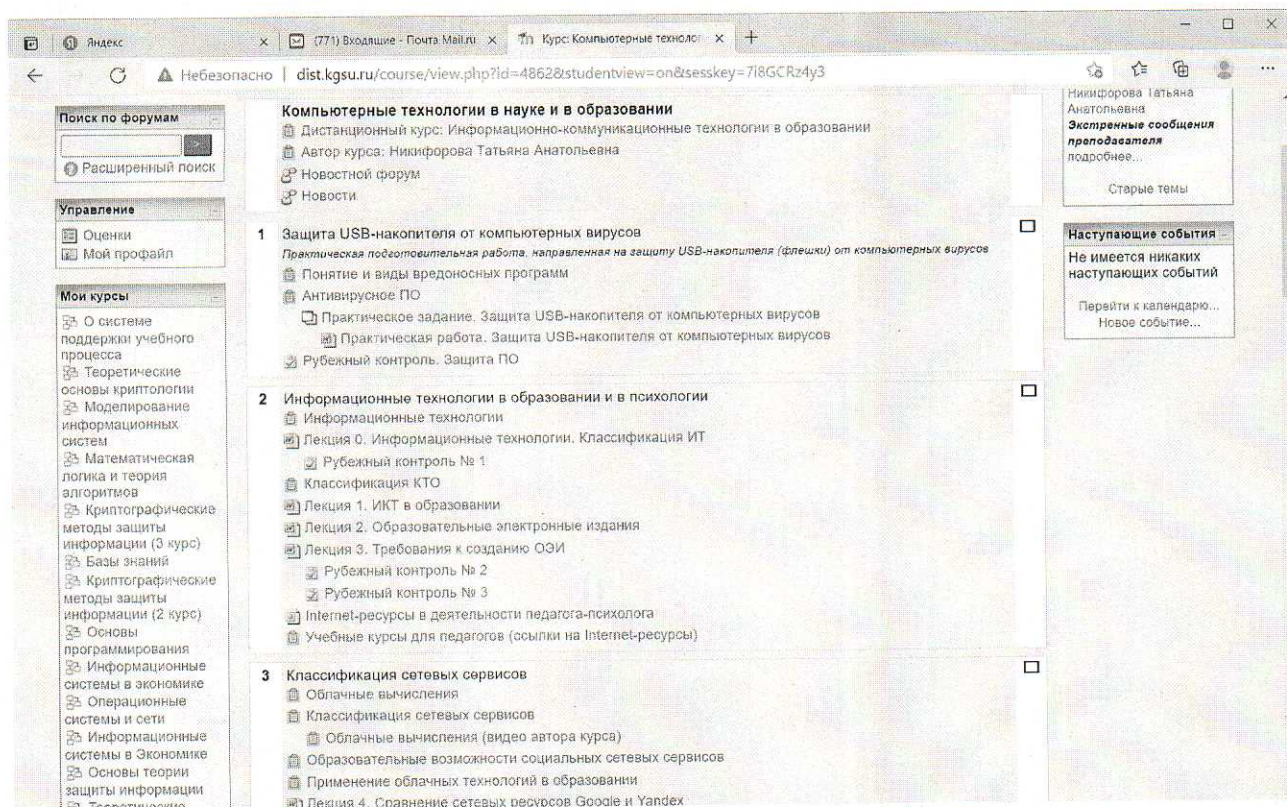 Яндекс
(771) Входящие - Почта Mail.ru
Курс: Компьютерные технолог
Небезопасно | dist.kgsu.ru/course/view.php?id=4862&studentview=on&sesskey=7i8GCRz4y3
Поиск по форумам
Расширенный поиск
Управление
Оценки
Мой профайл
Мои курсы
О системе
поддержки учебного
процесса
Теоретические
основы криптологии
Моделирование
информационных
систем
Математическая
логика и теория
алгоритмов
Криптографические
методы защиты
информации (3 курс)
Базы знаний
Криптографические
методы защиты
информации (2 курс)
Основы
программирования
Информационные
системы в экономике
Операционные
системы и сети
Информационные
системы в Экономике
Основы теории
защиты информации
Теоретические
Компьютерные технологии в науке и в образовании
Дистанционный курс: Информационно-коммуникационные технологии в образовании
Автор курса: Никифорова Татьяна Анатольевна
Новостной форум
Новости
1 Защита USB-накопителя от компьютерных вирусов
Практическая подготовительная работа, направленная на защиту USB-накопителя (флешки) от компьютерных вирусов
Понятие и виды вредоносных программ
Антивирусное ПО
Практическое задание. Защита USB-накопителя от компьютерных вирусов
Практическая работа. Защита USB-накопителя от компьютерных вирусов
Рубежный контроль. Защита ПО
2 Информационные технологии в образовании и в психологии
Информационные технологии
Лекция 0. Информационные технологии. Классификация ИТ
Рубежный контроль № 1
Классификация КТО
Лекция 1. ИКТ в образовании
Лекция 2. Образовательные электронные издания
Лекция 3. Требования к созданию ОЭИ
Рубежный контроль № 2
Рубежный контроль № 3
Internet-ресурсы в деятельности педагога-психолога
Учебные курсы для педагогов (ссылки на Internet-ресурсы)
3 Классификация сетевых сервисов
Облачные вычисления
Классификация сетевых сервисов
Облачные вычисления (видео автора курса)
Образовательные возможности социальных сетевых сервисов
Применение облачных технологий в образовании
Лекция 4. Сравнение сетевых ресурсов Google и Yandex
Никифорова Татьяна
Анатольевна
Экстренные сообщения
преподавателя
подробнее...
Старые темы
Наступающие события
Не имеется никаких
наступающих событий
Перейти к календарю...
Новое событие...